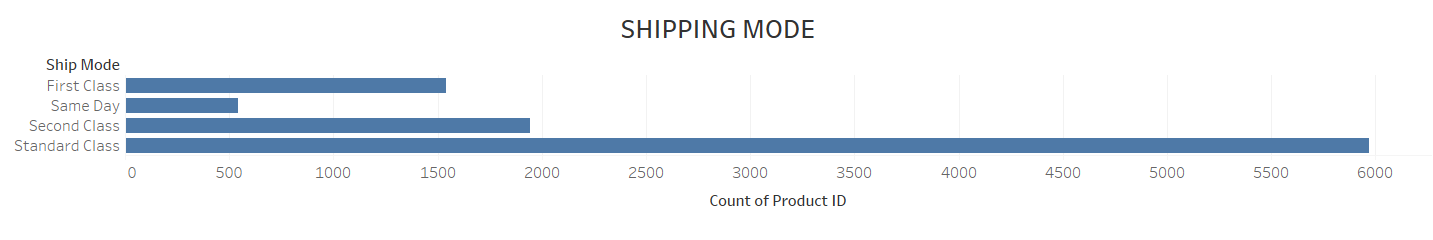 SHIPPING MODE
Ship Mode
First Class
Same Day
Second Class
Standard Class
0 500 1000 1500 2000 2500 3000 3500 4000 4500 5000 5500 6000
Count of Product ID